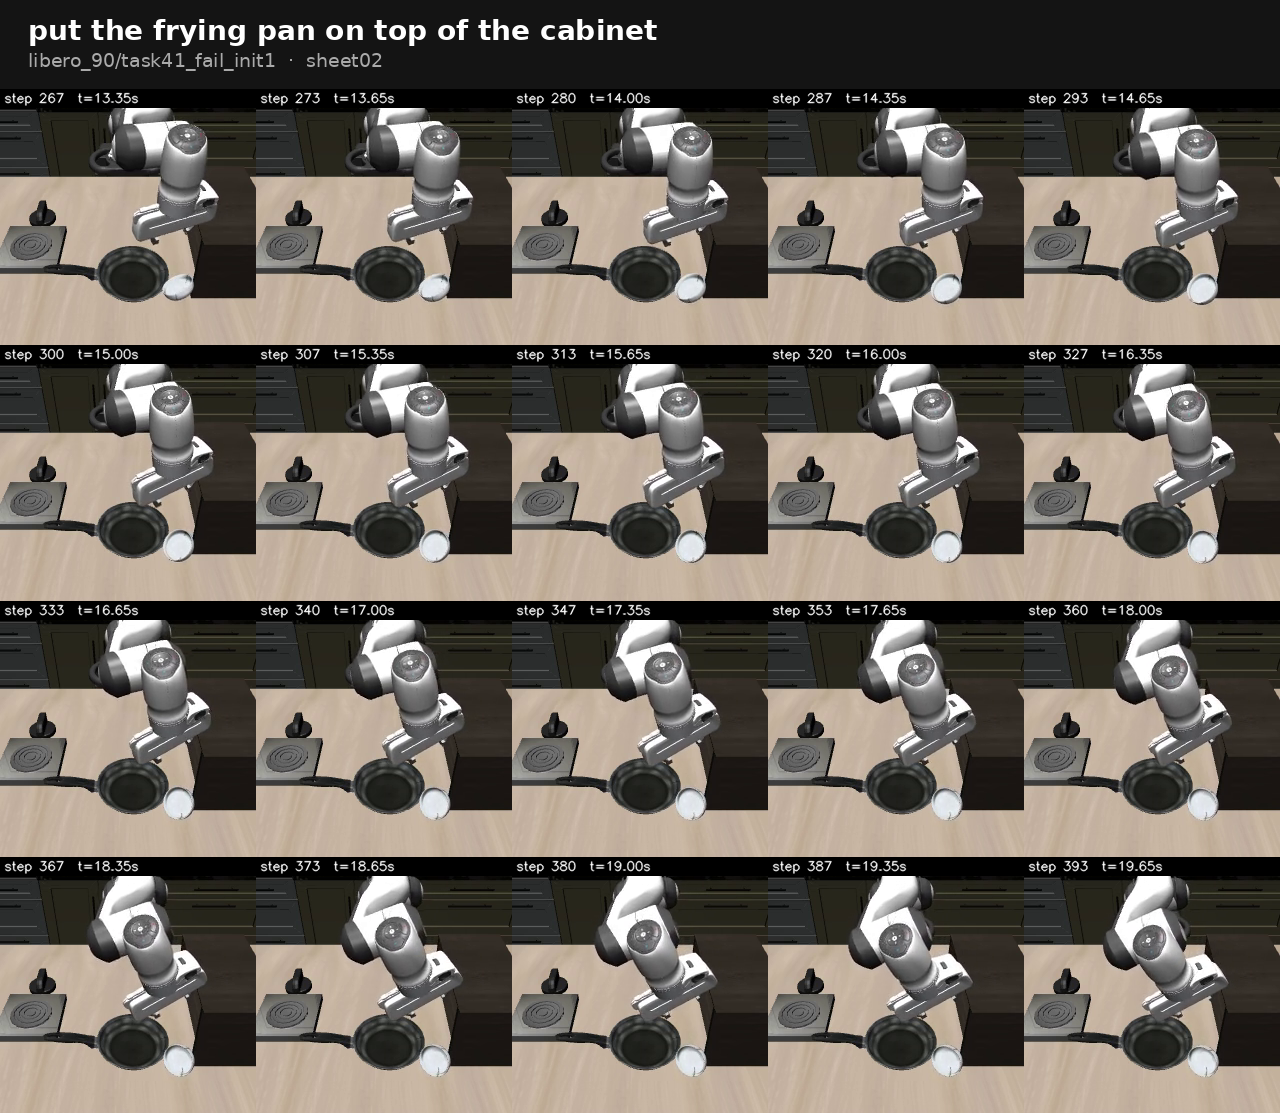 put the frying pan on top of the cabinet
libero_90/task41_fail_init1 · sheet02
step 267 t=13.35s
step 273 t=13.65s
step 280 t=14.00s
step 287 t=14.35s
step 293 t=14.65s
step 300 t=15.00s
step 307 t=15.35s
step 313 t=15.65s
step 320 t=16.00s
step 327 t=16.35s
step 333 t=16.65s
step 340 t=17.00s
step 347 t=17.35s
step 353 t=17.65s
step 360 t=18.00s
step 367 t=18.35s
step 373 t=18.65s
step 380 t=19.00s
step 387 t=19.35s
step 393 t=19.65s